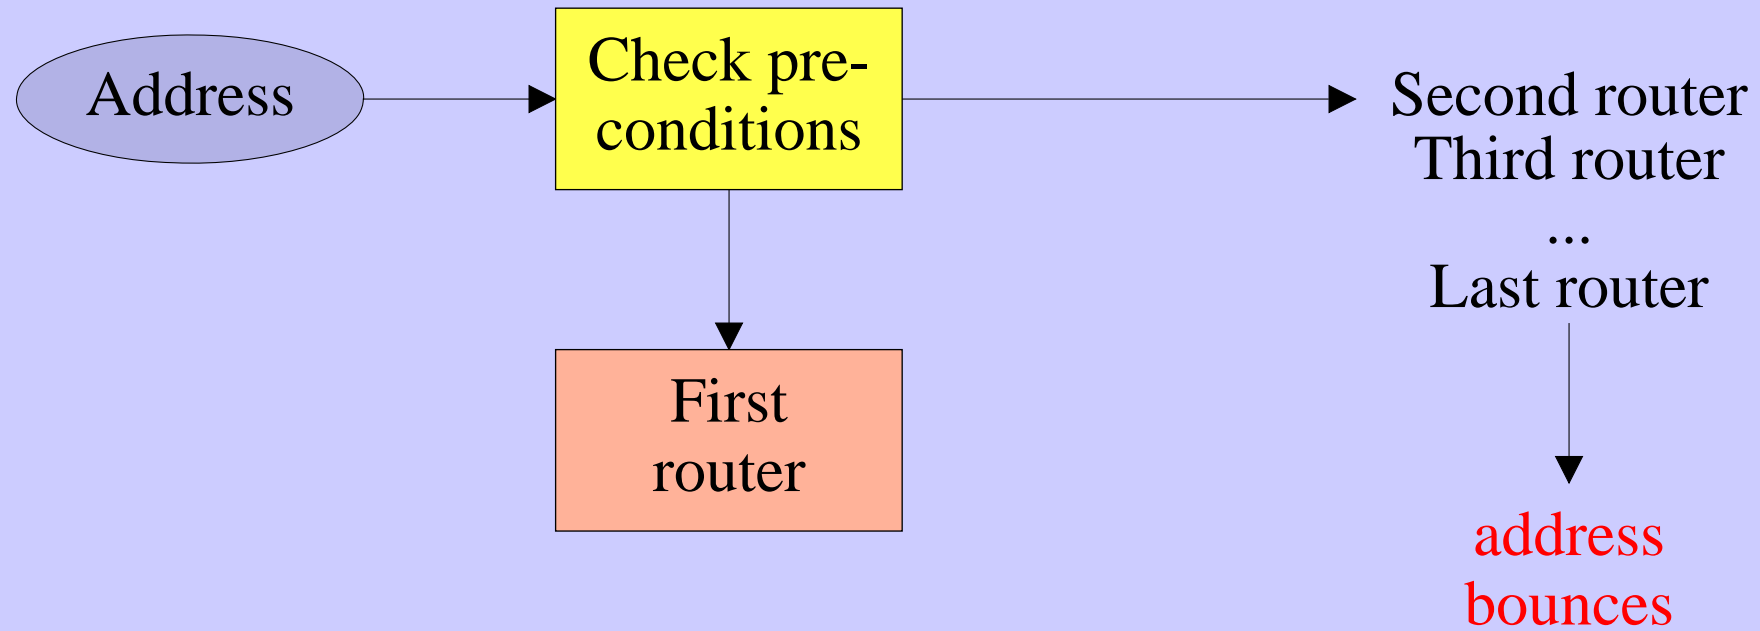 Address
Check pre-
conditions
Second router
Third router
...
Last router
First
router
address
bounces